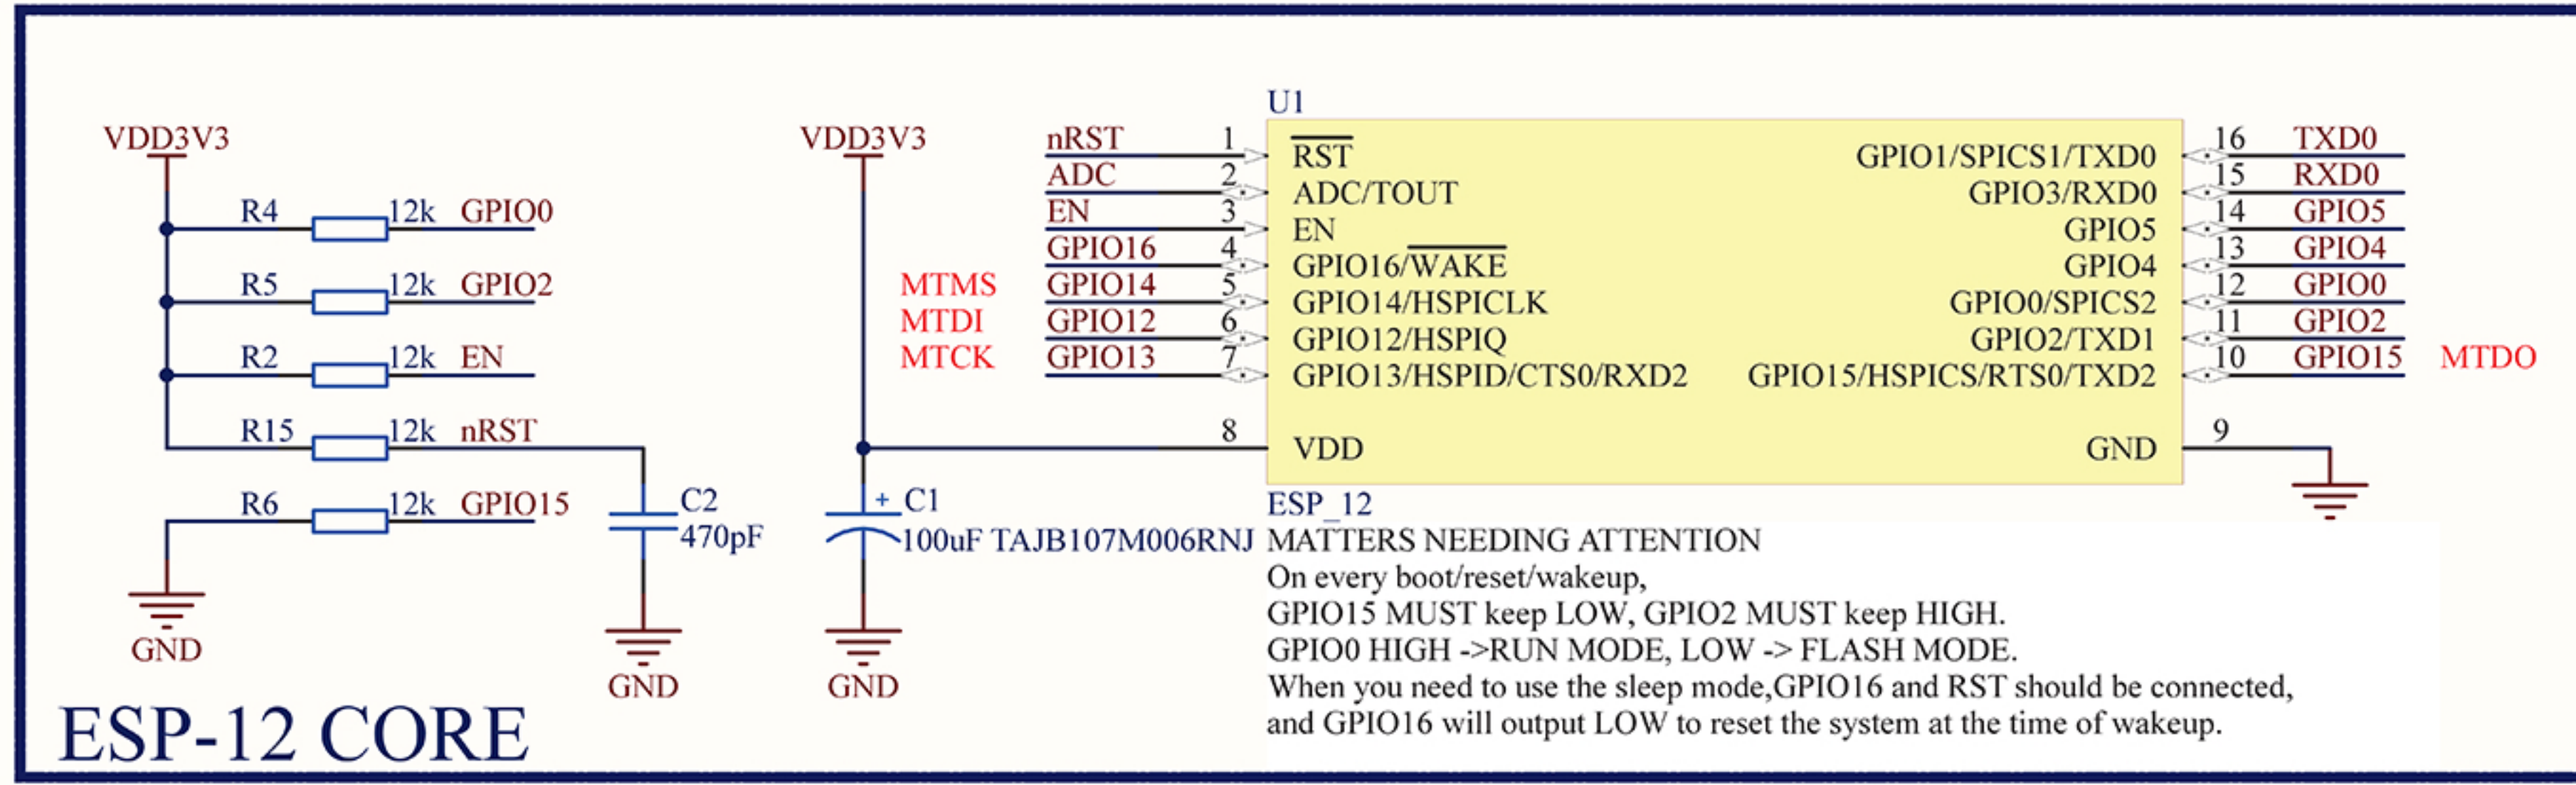 VDD3V3
R4 12k GPIO0
R5 12k GPIO2
R2 12k EN
R15 12k nRST
R6 12k GPIO15
GND
C2
470pF
GND
VDD3V3
+ C1
100uF TAJB107M006RNJ
GND
U1
nRST 1 RST
ADC 2 ADC/TOUT
EN 3 EN
GPIO16 4 GPIO16/WAKE
MTMS GPIO14 5 GPIO14/HSPICLK
MTDI GPIO12 6 GPIO12/HSPIQ
MTCK GPIO13 7 GPIO13/HSPID/CTS0/RXD2
8 VDD
GPIO1/SPICS1/TXD0 16 TXD0
GPIO3/RXD0 15 RXD0
GPIO5 14 GPIO5
GPIO4 13 GPIO4
GPIO0/SPICS2 12 GPIO0
GPIO2/TXD1 11 GPIO2
GPIO15/HSPICS/RTS0/TXD2 10 GPIO15 MTDO
GND 9
ESP_12
MATTERS NEEDING ATTENTION
On every boot/reset/wakeup,
GPIO15 MUST keep LOW, GPIO2 MUST keep HIGH.
GPIO0 HIGH ->RUN MODE, LOW -> FLASH MODE.
When you need to use the sleep mode,GPIO16 and RST should be connected,
and GPIO16 will output LOW to reset the system at the time of wakeup.
ESP-12 CORE